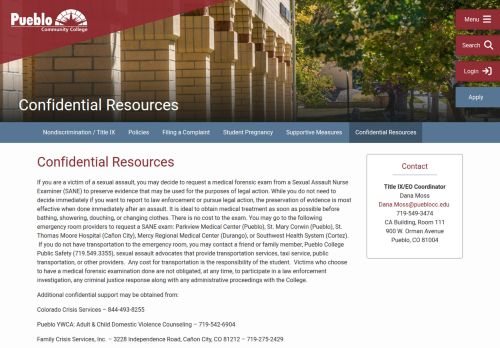 Pueblo
Community College
Menu
Search
Login
Apply
Confidential Resources
Nondiscrimination / Title IX
Policies
Filing a Complaint
Student Pregnancy
Supportive Measures
Confidential Resources
Confidential Resources
If you are a victim of a sexual assault, you may decide to request a medical forensic exam from a Sexual Assault Nurse
Examiner (SANE) to preserve evidence that may be used for the purposes of legal action. While you do not need to
decide immediately if you want to report to law enforcement or pursue legal action, the preservation of evidence is most
effective when done immediately after an assault. It is ideal to obtain medical treatment as soon as possible before
bathing, showering, douching, or changing clothes. There is no cost to the exam. You may go to the following
emergency room providers to request a SANE exam: Parkview Medical Center (Pueblo), St. Mary Corwin (Pueblo), St.
Thomas Moore Hospital (Cañon City), Mercy Regional Medical Center (Durango), or Southwest Health System (Cortez).
If you do not have transportation to the emergency room, you may contact a friend or family member, Pueblo College
Public Safety (719.549.3355), sexual assault advocates that provide transportation services, taxi service, public
transportation, or other providers. Any cost for transportation is the responsibility of the student. Victims who choose
to have a medical forensic examination done are not obligated, at any time, to participate in a law enforcement
investigation, any criminal justice response along with any administrative proceedings with the College.
Additional confidential support may be obtained from:
Colorado Crisis Services – 844-493-8255
Pueblo YWCA: Adult & Child Domestic Violence Counseling – 719-542-6904
Family Crisis Services, Inc. – 3228 Independence Road, Cañon City, CO 81212 – 719-275-2429
Contact
Title IX/EO Coordinator
Dana Moss
Dana.Moss@pueblocc.edu
719-549-3474
CA Building, Room 111
900 W. Orman Avenue
Pueblo, CO 81004